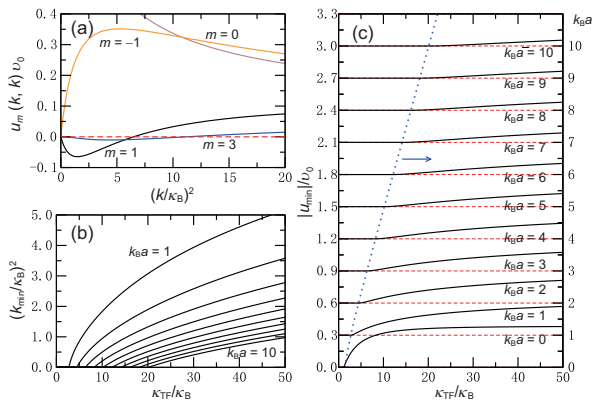 (a)
m = −1
m = 0
m = 1
m = 3
u_m (k, k) υ_0
0.4
0.3
0.2
0.1
0.0
−0.1
0 5 10 15 20
(k/κ_B)^2
(b)
k_Ba = 1
k_Ba = 10
(k_min/κ_B)^2
5.0
4.0
3.0
2.0
1.0
0.0
0 10 20 30 40 50
κ_TF/κ_B
(c)
|u_min|/υ_0
3.3
3.0
2.7
2.4
2.1
1.8
1.5
1.2
0.9
0.6
0.3
0.0
0 10 20 30 40 50
κ_TF/κ_B
k_Ba
10
9
8
7
6
5
4
3
2
1
0
k_Ba = 10
k_Ba = 9
k_Ba = 8
k_Ba = 7
k_Ba = 6
k_Ba = 5
k_Ba = 4
k_Ba = 3
k_Ba = 2
k_Ba = 1
k_Ba = 0